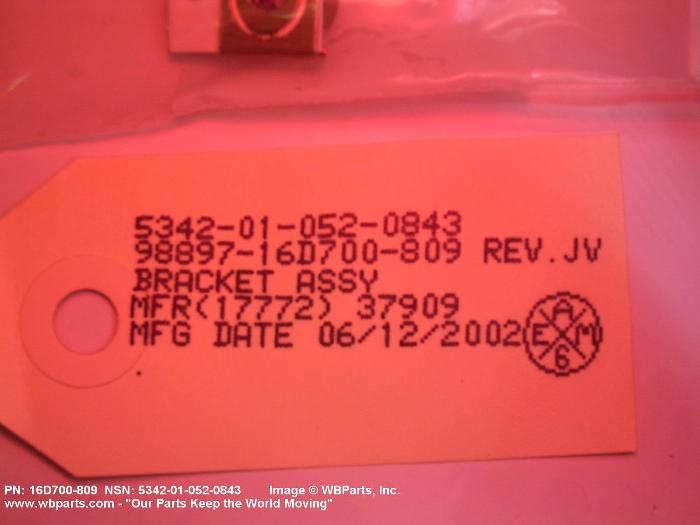 5342-01-052-0843
98897-16D700-809 REV.JV
BRACKET ASSY
MFR(17772) 37909
MFG DATE 06/12/2002
A
E M
6
PN: 16D700-809 NSN: 5342-01-052-0843 Image © WBParts, Inc.
www.wbparts.com - "Our Parts Keep the World Moving"